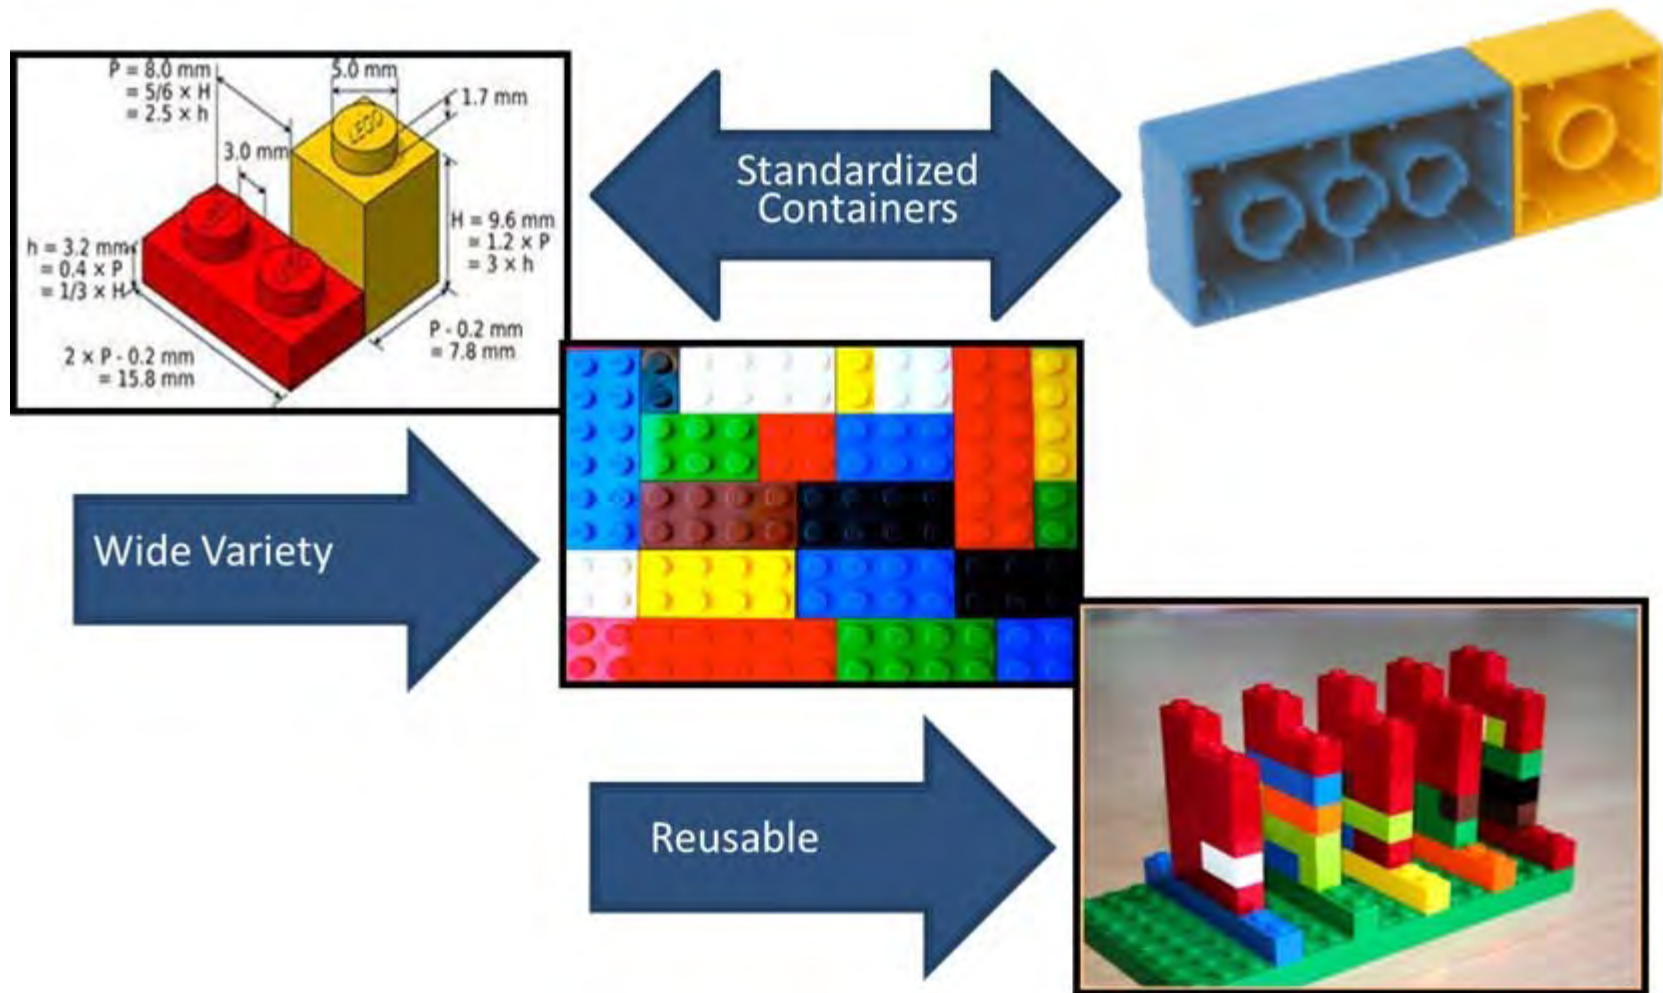 P = 8.0 mm
= 5/6 × H
= 2.5 × h
5.0 mm
1.7 mm
LEGO
3.0 mm
h = 3.2 mm
= 0.4 × P
= 1/3 × H
H = 9.6 mm
= 1.2 × P
= 3 × h
P - 0.2 mm
= 7.8 mm
2 × P - 0.2 mm
= 15.8 mm
Standardized
Containers
Wide Variety
Reusable